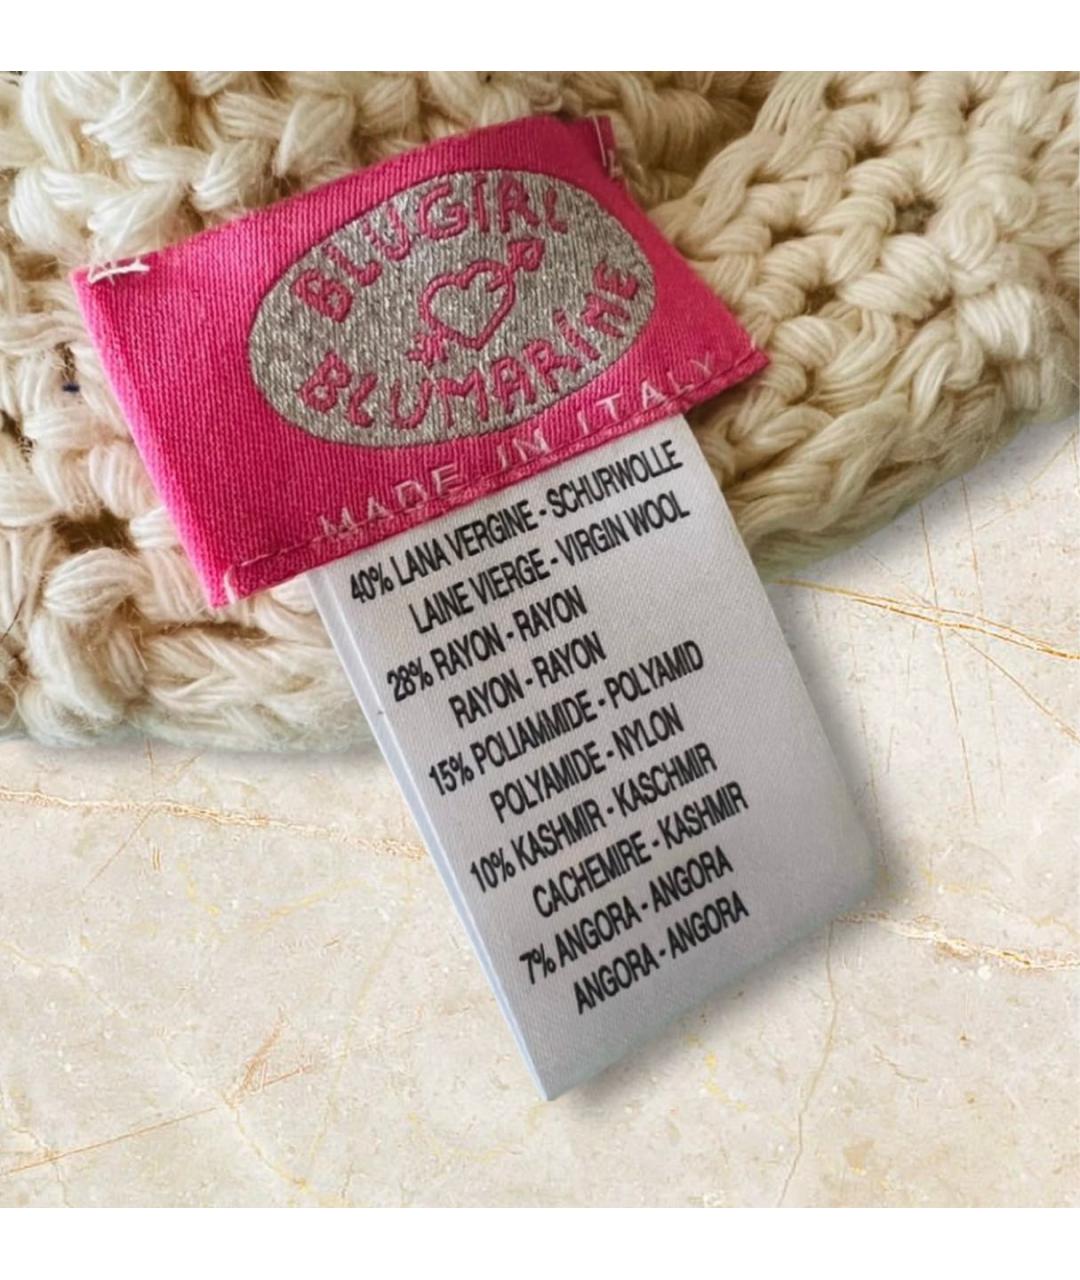 BLUGIRL
BLUMARINE
MADE IN ITALY
40% LANA VERGINE - SCHURWOLLE
LAINE VIERGE - VIRGIN WOOL
28% RAYON - RAYON
RAYON - RAYON
15% POLIAMMIDE - POLYAMID
POLYAMIDE - NYLON
10% KASHMIR - KASCHMIR
CACHEMIRE - KASHMIR
7% ANGORA - ANGORA
ANGORA - ANGORA